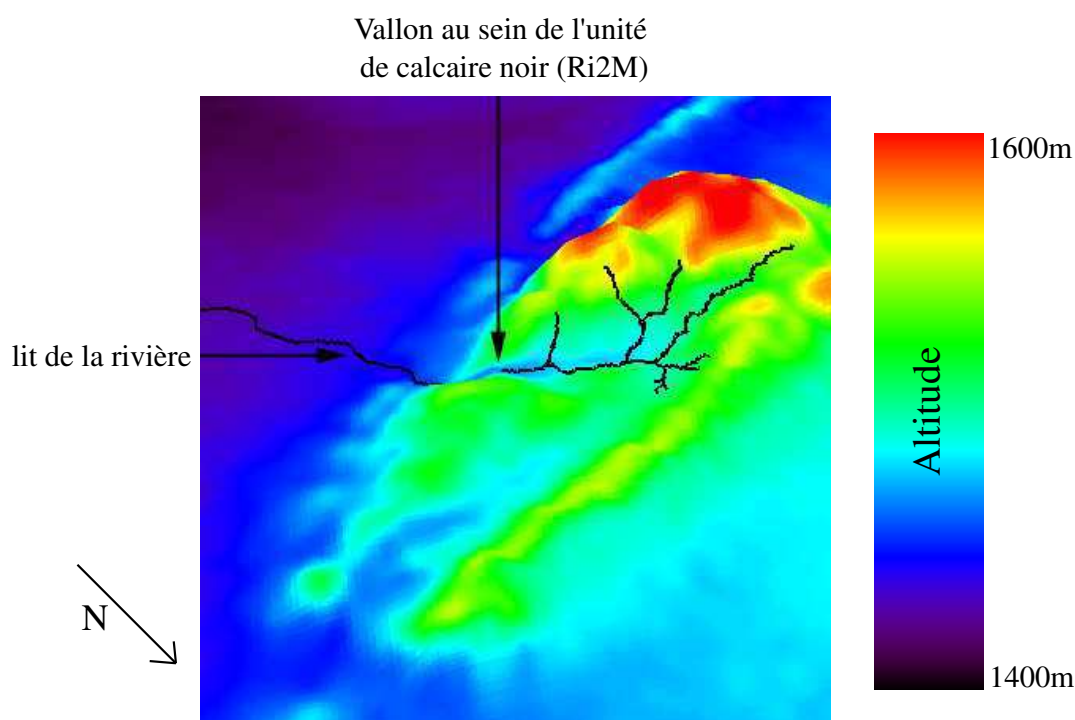 Vallon au sein de l'unité
de calcaire noir (Ri2M)
1600m
lit de la rivière
Altitude
N
1400m